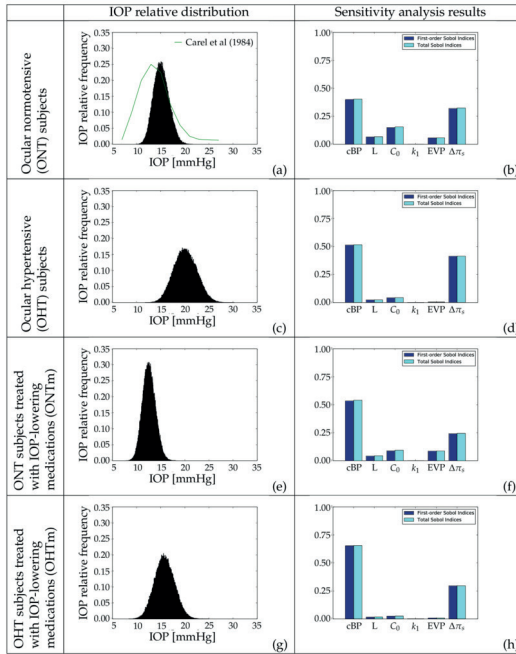 IOP relative distribution
Sensitivity analysis results
Ocular normotensive
(ONT) subjects
IOP relative frequency
0.35
0.30
0.25
0.20
0.15
0.10
0.05
0.00
Carel et al (1984)
5 10 15 20 25 30 35
IOP [mmHg]
(a)
1.00
0.75
0.50
0.25
0.00
First-order Sobol Indices
Total Sobol Indices
cBP L C₀ k₁ EVP Δπₛ
(b)
Ocular hypertensive
(OHT) subjects
IOP relative frequency
0.35
0.30
0.25
0.20
0.15
0.10
0.05
0.00
5 10 15 20 25 30 35
IOP [mmHg]
(c)
1.00
0.75
0.50
0.25
0.00
First-order Sobol Indices
Total Sobol Indices
cBP L C₀ k₁ EVP Δπₛ
(d)
ONT subjects treated
with IOP-lowering
medications (ONTm)
IOP relative frequency
0.35
0.30
0.25
0.20
0.15
0.10
0.05
0.00
5 10 15 20 25 30 35
IOP [mmHg]
(e)
1.00
0.75
0.50
0.25
0.00
First-order Sobol Indices
Total Sobol Indices
cBP L C₀ k₁ EVP Δπₛ
(f)
OHT subjects treated
with IOP-lowering
medications (OHTm)
IOP relative frequency
0.35
0.30
0.25
0.20
0.15
0.10
0.05
0.00
5 10 15 20 25 30 35
IOP [mmHg]
(g)
1.00
0.75
0.50
0.25
0.00
First-order Sobol Indices
Total Sobol Indices
cBP L C₀ k₁ EVP Δπₛ
(h)